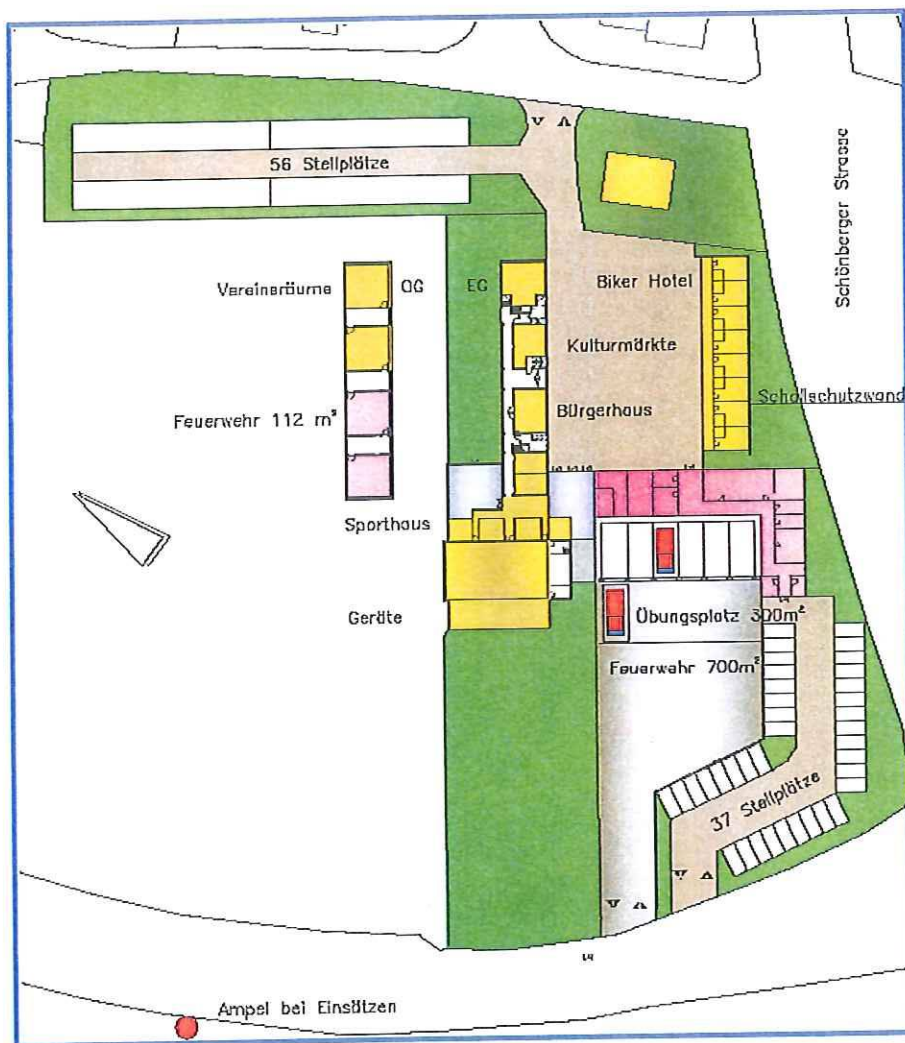 56 Stellplätze
Schönberger Strasse
Vereinsräume OG EG Biker Hotel
Kulturmärkte
Schallschutzwand
Feuerwehr 112 m² Bürgerhaus
Sporthaus
Geräte
Übungsplatz 300m²
Feuerwehr 700m²
37 Stellplätze
Ampel bei Einsätzen